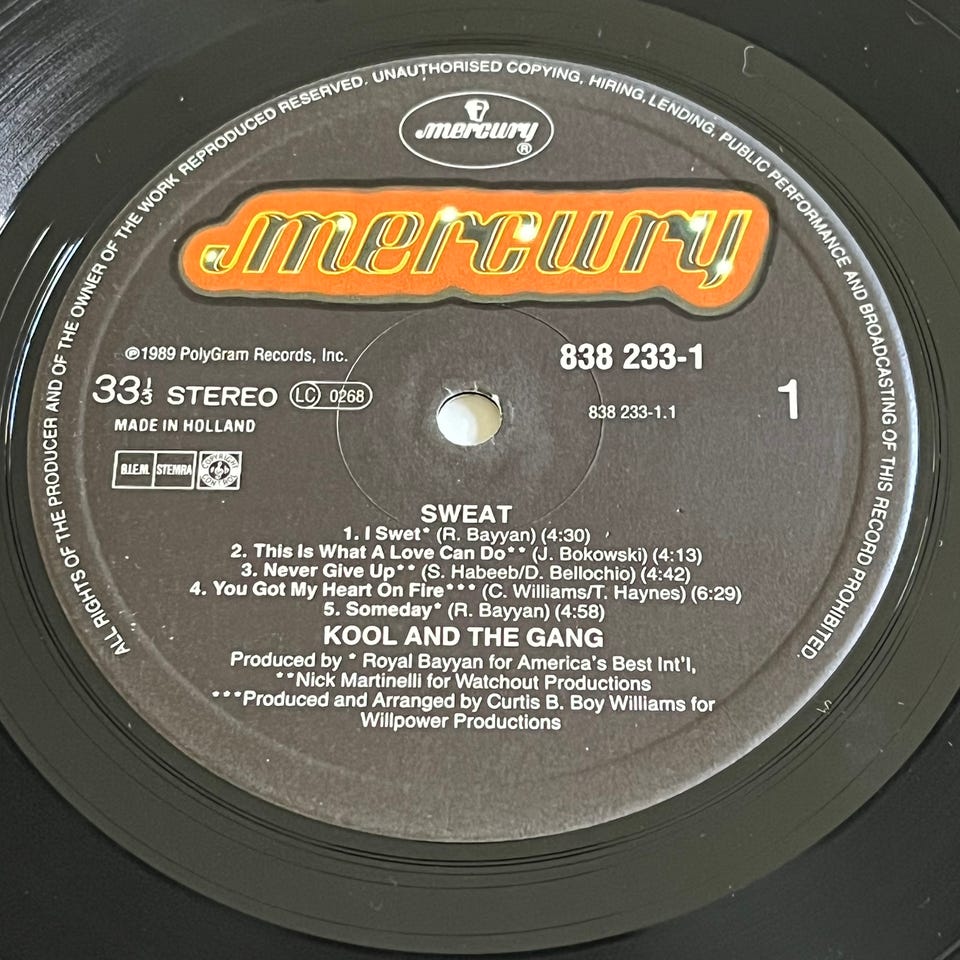 ALL RIGHTS OF THE PRODUCER AND OF THE OWNER OF THE WORK REPRODUCED RESERVED. UNAUTHORISED COPYING, HIRING, LENDING, PUBLIC PERFORMANCE AND BROADCASTING OF THIS RECORD PROHIBITED.
mercury ®
mercury
℗1989 PolyGram Records, Inc.
838 233-1
33⅓ STEREO LC 0268
838 233-1.1
1
MADE IN HOLLAND
B.I.E.M. STEMRA COPYRIGHT CONTROL
SWEAT
1. I Swet* (R. Bayyan) (4:30)
2. This Is What A Love Can Do** (J. Bokowski) (4:13)
3. Never Give Up** (S. Habeeb/D. Bellochio) (4:42)
4. You Got My Heart On Fire*** (C. Williams/T. Haynes) (6:29)
5. Someday* (R. Bayyan) (4:58)
KOOL AND THE GANG
Produced by * Royal Bayyan for America's Best Int'l,
**Nick Martinelli for Watchout Productions
***Produced and Arranged by Curtis B. Boy Williams for
Willpower Productions